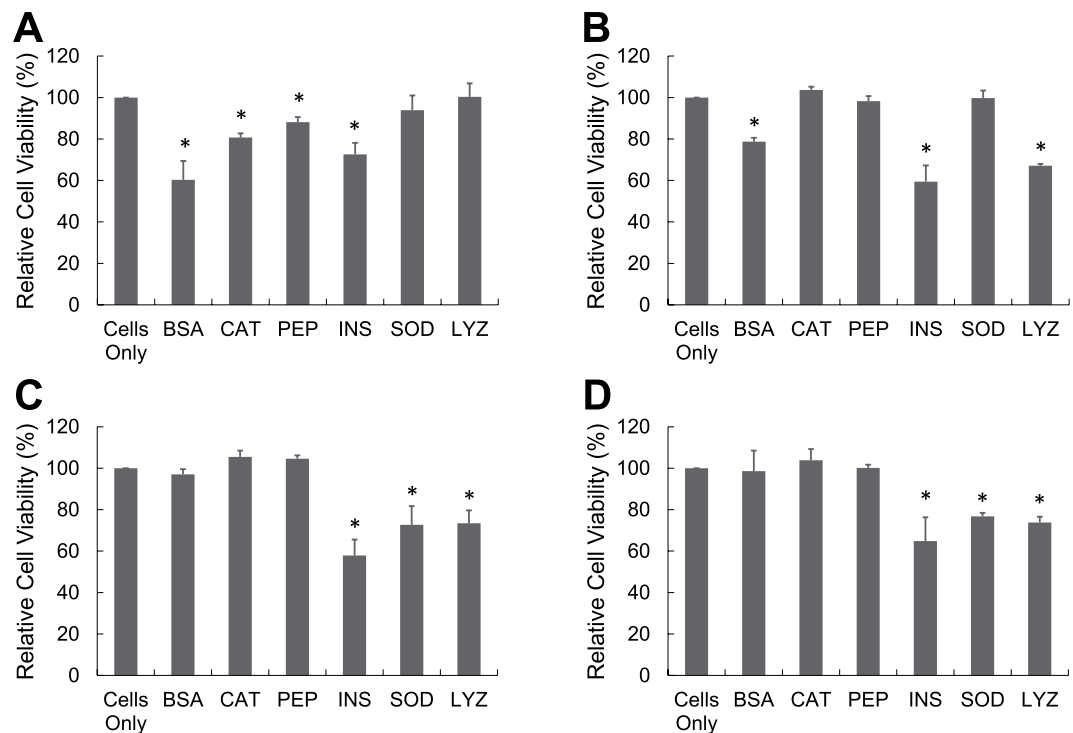 A
Relative Cell Viability (%)
120
100
80
60
40
20
0
* * * *
Cells Only BSA CAT PEP INS SOD LYZ
B
Relative Cell Viability (%)
120
100
80
60
40
20
0
* * *
Cells Only BSA CAT PEP INS SOD LYZ
C
Relative Cell Viability (%)
120
100
80
60
40
20
0
* * *
Cells Only BSA CAT PEP INS SOD LYZ
D
Relative Cell Viability (%)
120
100
80
60
40
20
0
* * *
Cells Only BSA CAT PEP INS SOD LYZ